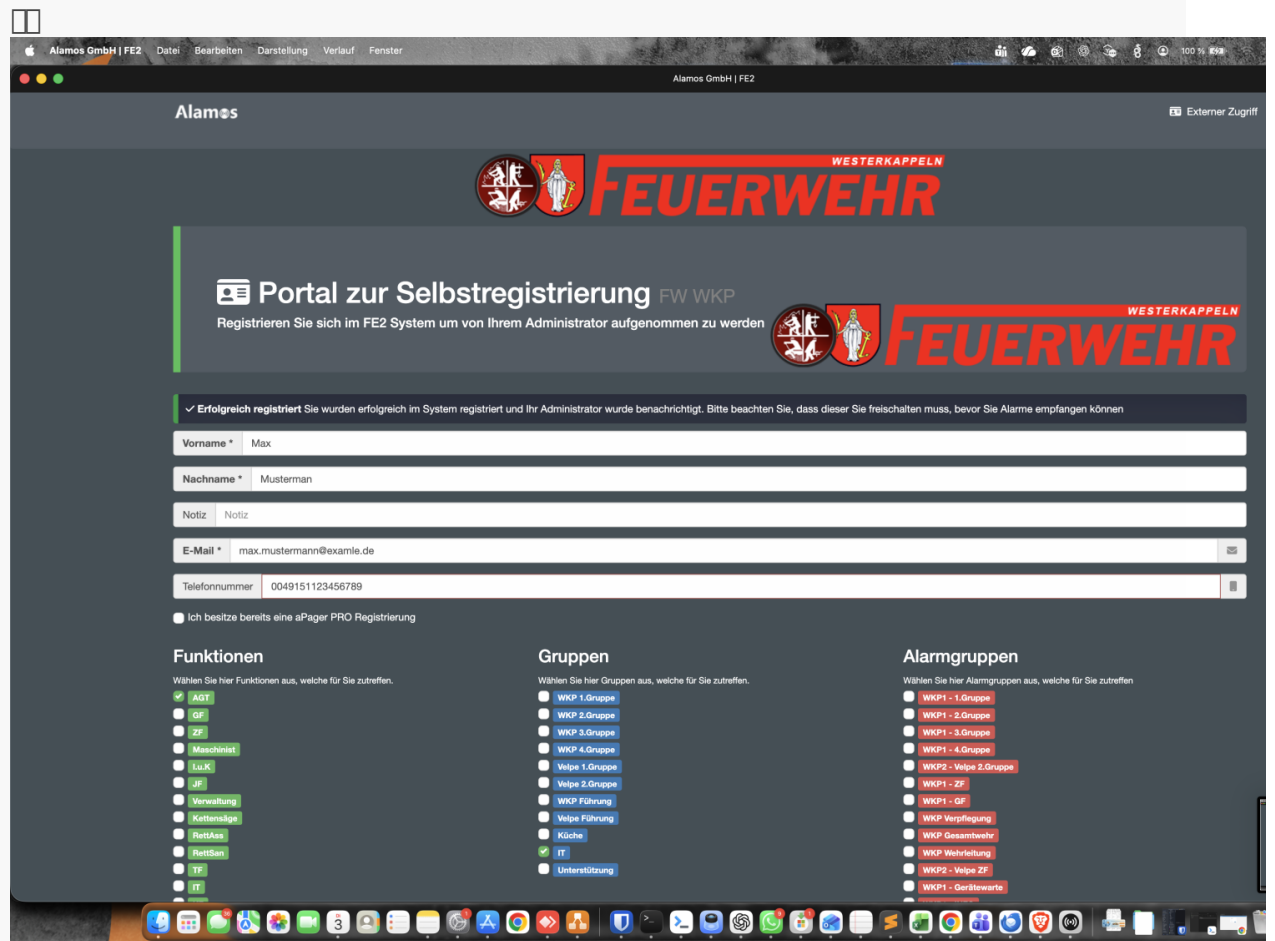 Alamos GmbH | FE2 Datei Bearbeiten Darstellung Verlauf Fenster 100 %
Alamos GmbH | FE2
Alamos Externer Zugriff
WESTERKAPPELN
FEUERWEHR
Portal zur Selbstregistrierung FW WKP
Registrieren Sie sich im FE2 System um von Ihrem Administrator aufgenommen zu werden
WESTERKAPPELN
FEUERWEHR
Erfolgreich registriert Sie wurden erfolgreich im System registriert und Ihr Administrator wurde benachrichtigt. Bitte beachten Sie, dass dieser Sie freischalten muss, bevor Sie Alarme empfangen können
Vorname * Max
Nachname * Musterman
Notiz Notiz
E-Mail * max.mustermann@examle.de
Telefonnummer 0049151123456789
Ich besitze bereits eine aPager PRO Registrierung
Funktionen
Wählen Sie hier Funktionen aus, welche für Sie zutreffen.
AGT
GF
ZF
Maschinist
I.u.K
JF
Verwaltung
Kettensäge
RettAss
RettSan
TF
IT
Gruppen
Wählen Sie hier Gruppen aus, welche für Sie zutreffen.
WKP 1.Gruppe
WKP 2.Gruppe
WKP 3.Gruppe
WKP 4.Gruppe
Velpe 1.Gruppe
Velpe 2.Gruppe
WKP Führung
Velpe Führung
Küche
IT
Unterstützung
Alarmgruppen
Wählen Sie hier Alarmgruppen aus, welche für Sie zutreffen
WKP1 - 1.Gruppe
WKP1 - 2.Gruppe
WKP1 - 3.Gruppe
WKP1 - 4.Gruppe
WKP2 - Velpe 2.Gruppe
WKP1 - ZF
WKP1 - GF
WKP Verpflegung
WKP Gesamtwehr
WKP Wehrleitung
WKP2 - Velpe ZF
WKP1 - Gerätewarte
3